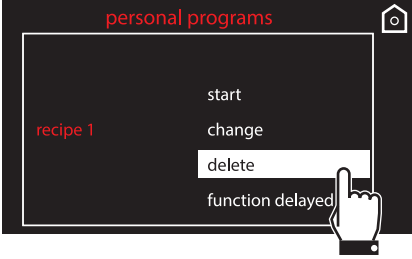 personal programs
start
recipe 1
change
delete
function delayed